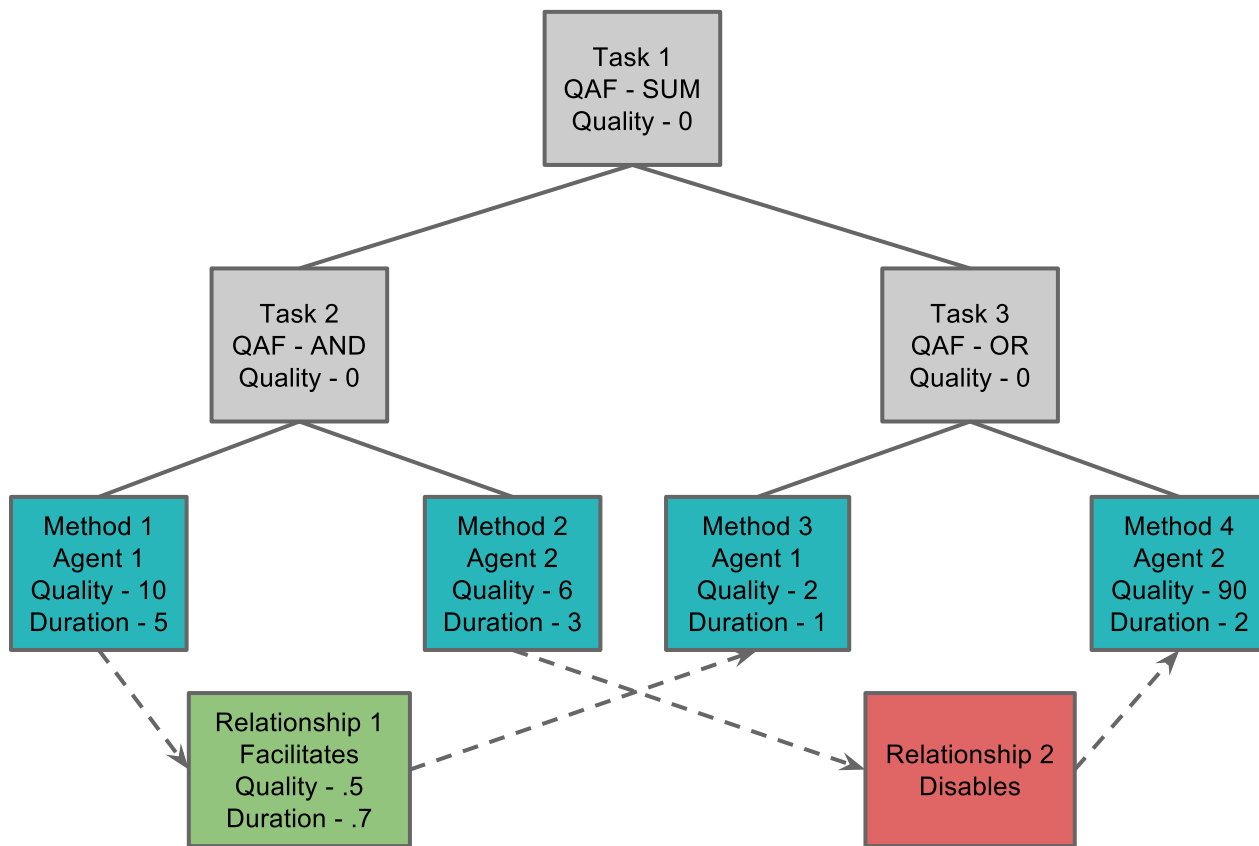 Task 1
QAF - SUM
Quality - 0
Task 2
QAF - AND
Quality - 0
Task 3
QAF - OR
Quality - 0
Method 1
Agent 1
Quality - 10
Duration - 5
Method 2
Agent 2
Quality - 6
Duration - 3
Method 3
Agent 1
Quality - 2
Duration - 1
Method 4
Agent 2
Quality - 90
Duration - 2
Relationship 1
Facilitates
Quality - .5
Duration - .7
Relationship 2
Disables